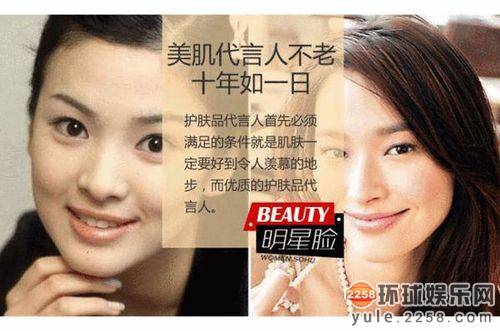 美肌代言人不老
十年如一日
护肤品代言人首先必须
满足的条件就是肌肤一
定要好到令人羡慕的地
步，而优质的护肤品代
言人。
BEAUTY
明星脸
WOMEN.SOHU
2258 环球娱乐网
yule.2258.com